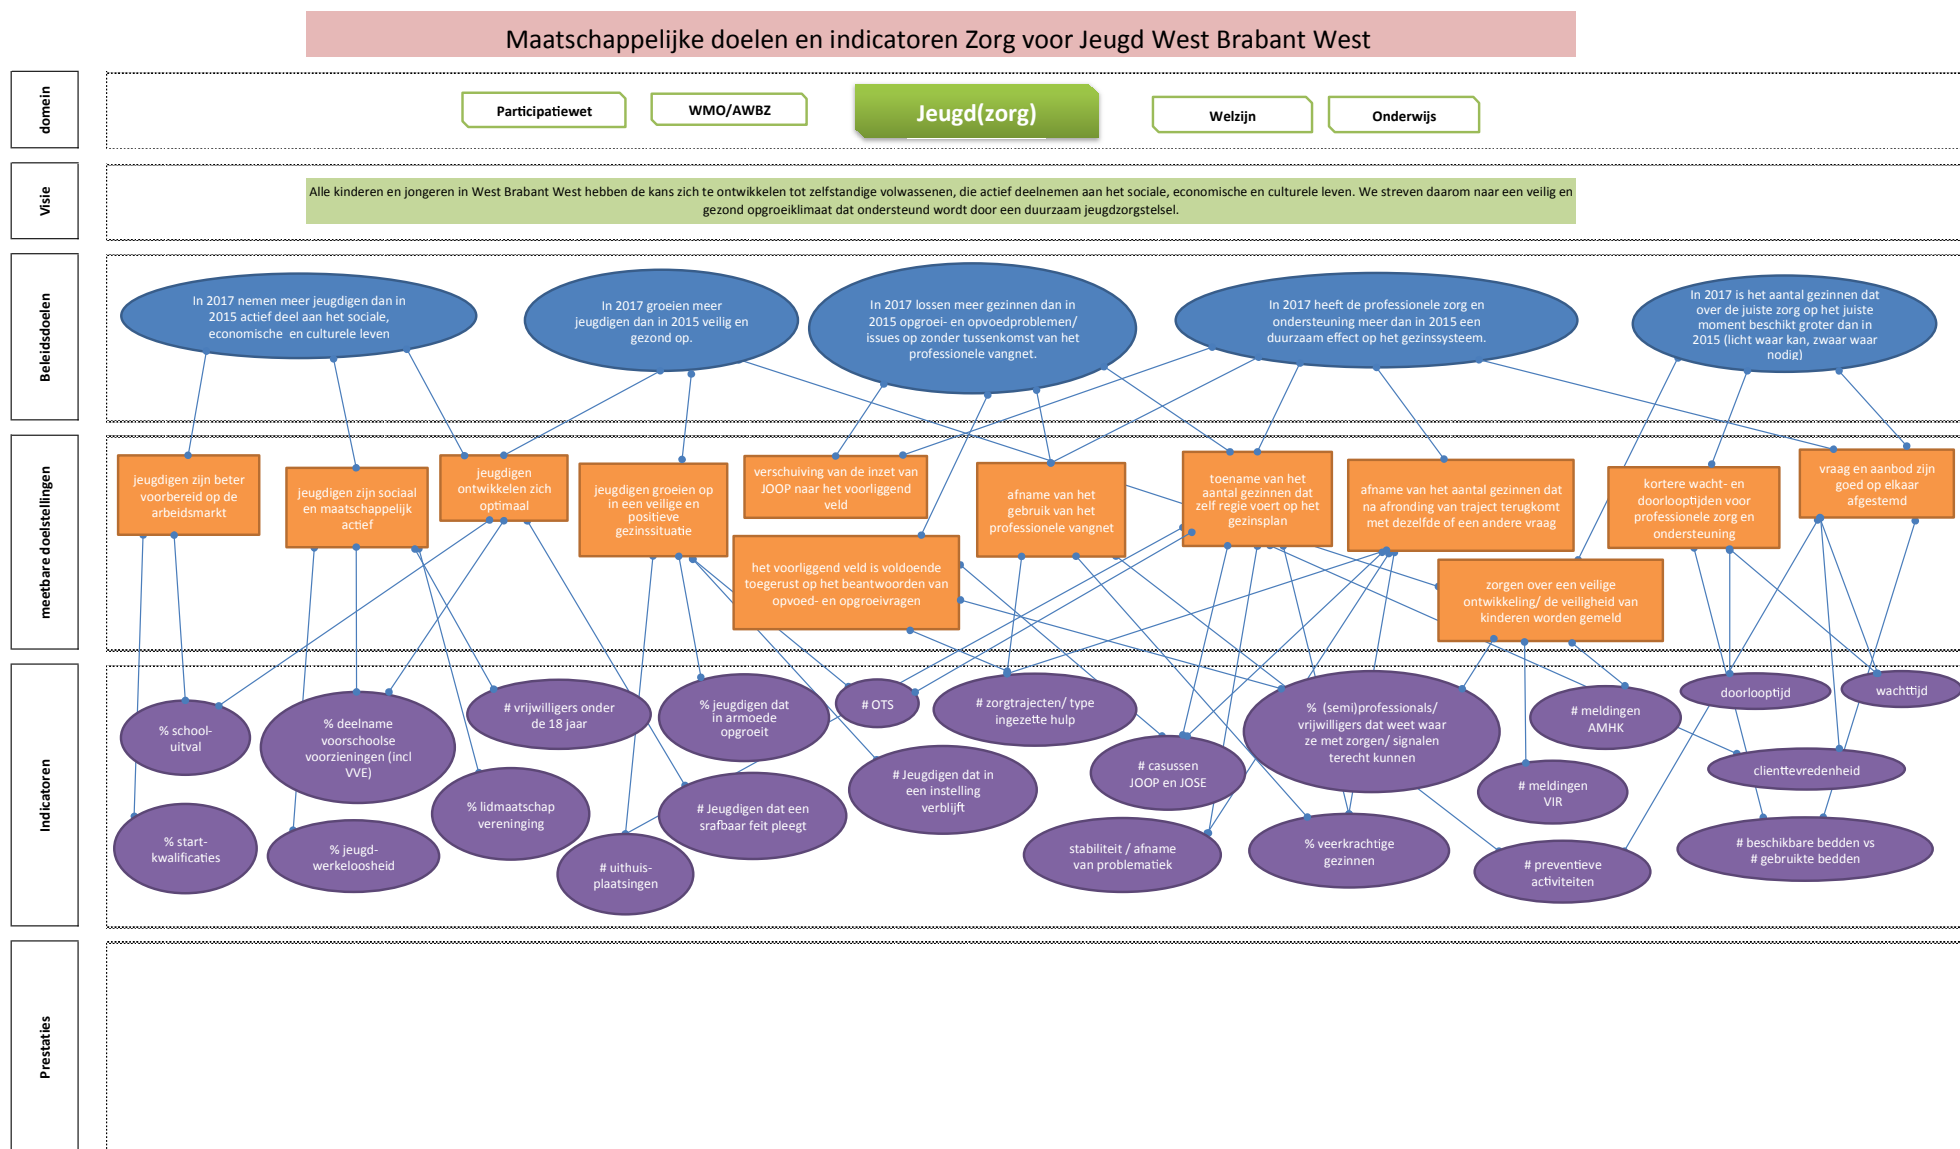 Maatschappelijke doelen en indicatoren Zorg voor Jeugd West Brabant West
domein
Participatiewet
WMO/AWBZ
Jeugd(zorg)
Welzijn
Onderwijs
Visie
Alle kinderen en jongeren in West Brabant West hebben de kans zich te ontwikkelen tot zelfstandige volwassenen, die actief deelnemen aan het sociale, economische en culturele leven. We streven daarom naar een veilig en
gezond opgroeiklimaat dat ondersteund wordt door een duurzaam jeugdzorgstelsel.
Beleidsdoelen
In 2017 nemen meer jeugdigen dan in
2015 actief deel aan het sociale,
economische en culturele leven
In 2017 groeien meer
jeugdigen dan in 2015 veilig en
gezond op.
In 2017 lossen meer gezinnen dan in
2015 opgroei- en opvoedproblemen/
issues op zonder tussenkomst van het
professionele vangnet.
In 2017 heeft de professionele zorg en
ondersteuning meer dan in 2015 een
duurzaam effect op het gezinssysteem.
In 2017 is het aantal gezinnen dat
over de juiste zorg op het juiste
moment beschikt groter dan in
2015 (licht waar kan, zwaar waar
nodig)
meetbare doelstellingen
jeugdigen zijn beter
voorbereid op de
arbeidsmarkt
jeugdigen zijn sociaal
en maatschappelijk
actief
jeugdigen
ontwikkelen zich
optimaal
jeugdigen groeien op
in een veilige en
positieve
gezinssituatie
verschuiving van de inzet van
JOOP naar het voorliggend
veld
het voorliggend veld is voldoende
toegerust op het beantwoorden van
opvoed- en opgroeivragen
afname van het
gebruik van het
professionele vangnet
toename van het
aantal gezinnen dat
zelf regie voert op het
gezinsplan
afname van het aantal gezinnen dat
na afronding van traject terugkomt
met dezelfde of een andere vraag
zorgen over een veilige
ontwikkeling/ de veiligheid van
kinderen worden gemeld
kortere wacht- en
doorlooptijden voor
professionele zorg en
ondersteuning
vraag en aanbod zijn
goed op elkaar
afgestemd
Indicatoren
% school-
uitval
% start-
kwalificaties
% deelname
voorschoolse
voorzieningen (incl
VVE)
% jeugd-
werkeloosheid
# vrijwilligers onder
de 18 jaar
% lidmaatschap
vereninging
# uithuis-
plaatsingen
% jeugdigen dat
in armoede
opgroeit
# Jeugdigen dat een
srafbaar feit pleegt
# OTS
# Jeugdigen dat in
een instelling
verblijft
# zorgtrajecten/ type
ingezette hulp
# casussen
JOOP en JOSE
stabiliteit / afname
van problematiek
% (semi)professionals/
vrijwilligers dat weet waar
ze met zorgen/ signalen
terecht kunnen
% veerkrachtige
gezinnen
# meldingen
AMHK
# meldingen
VIR
# preventieve
activiteiten
doorlooptijd
wachttijd
clienttevredenheid
# beschikbare bedden vs
# gebruikte bedden
Prestaties